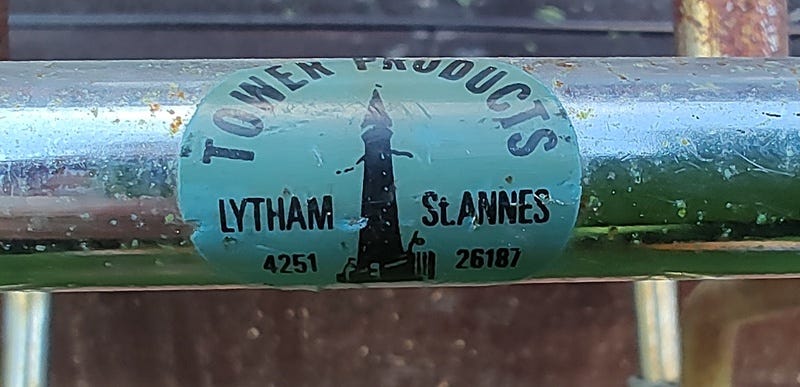 TOWER PRODUCTS
LYTHAM St.ANNES
4251 26187